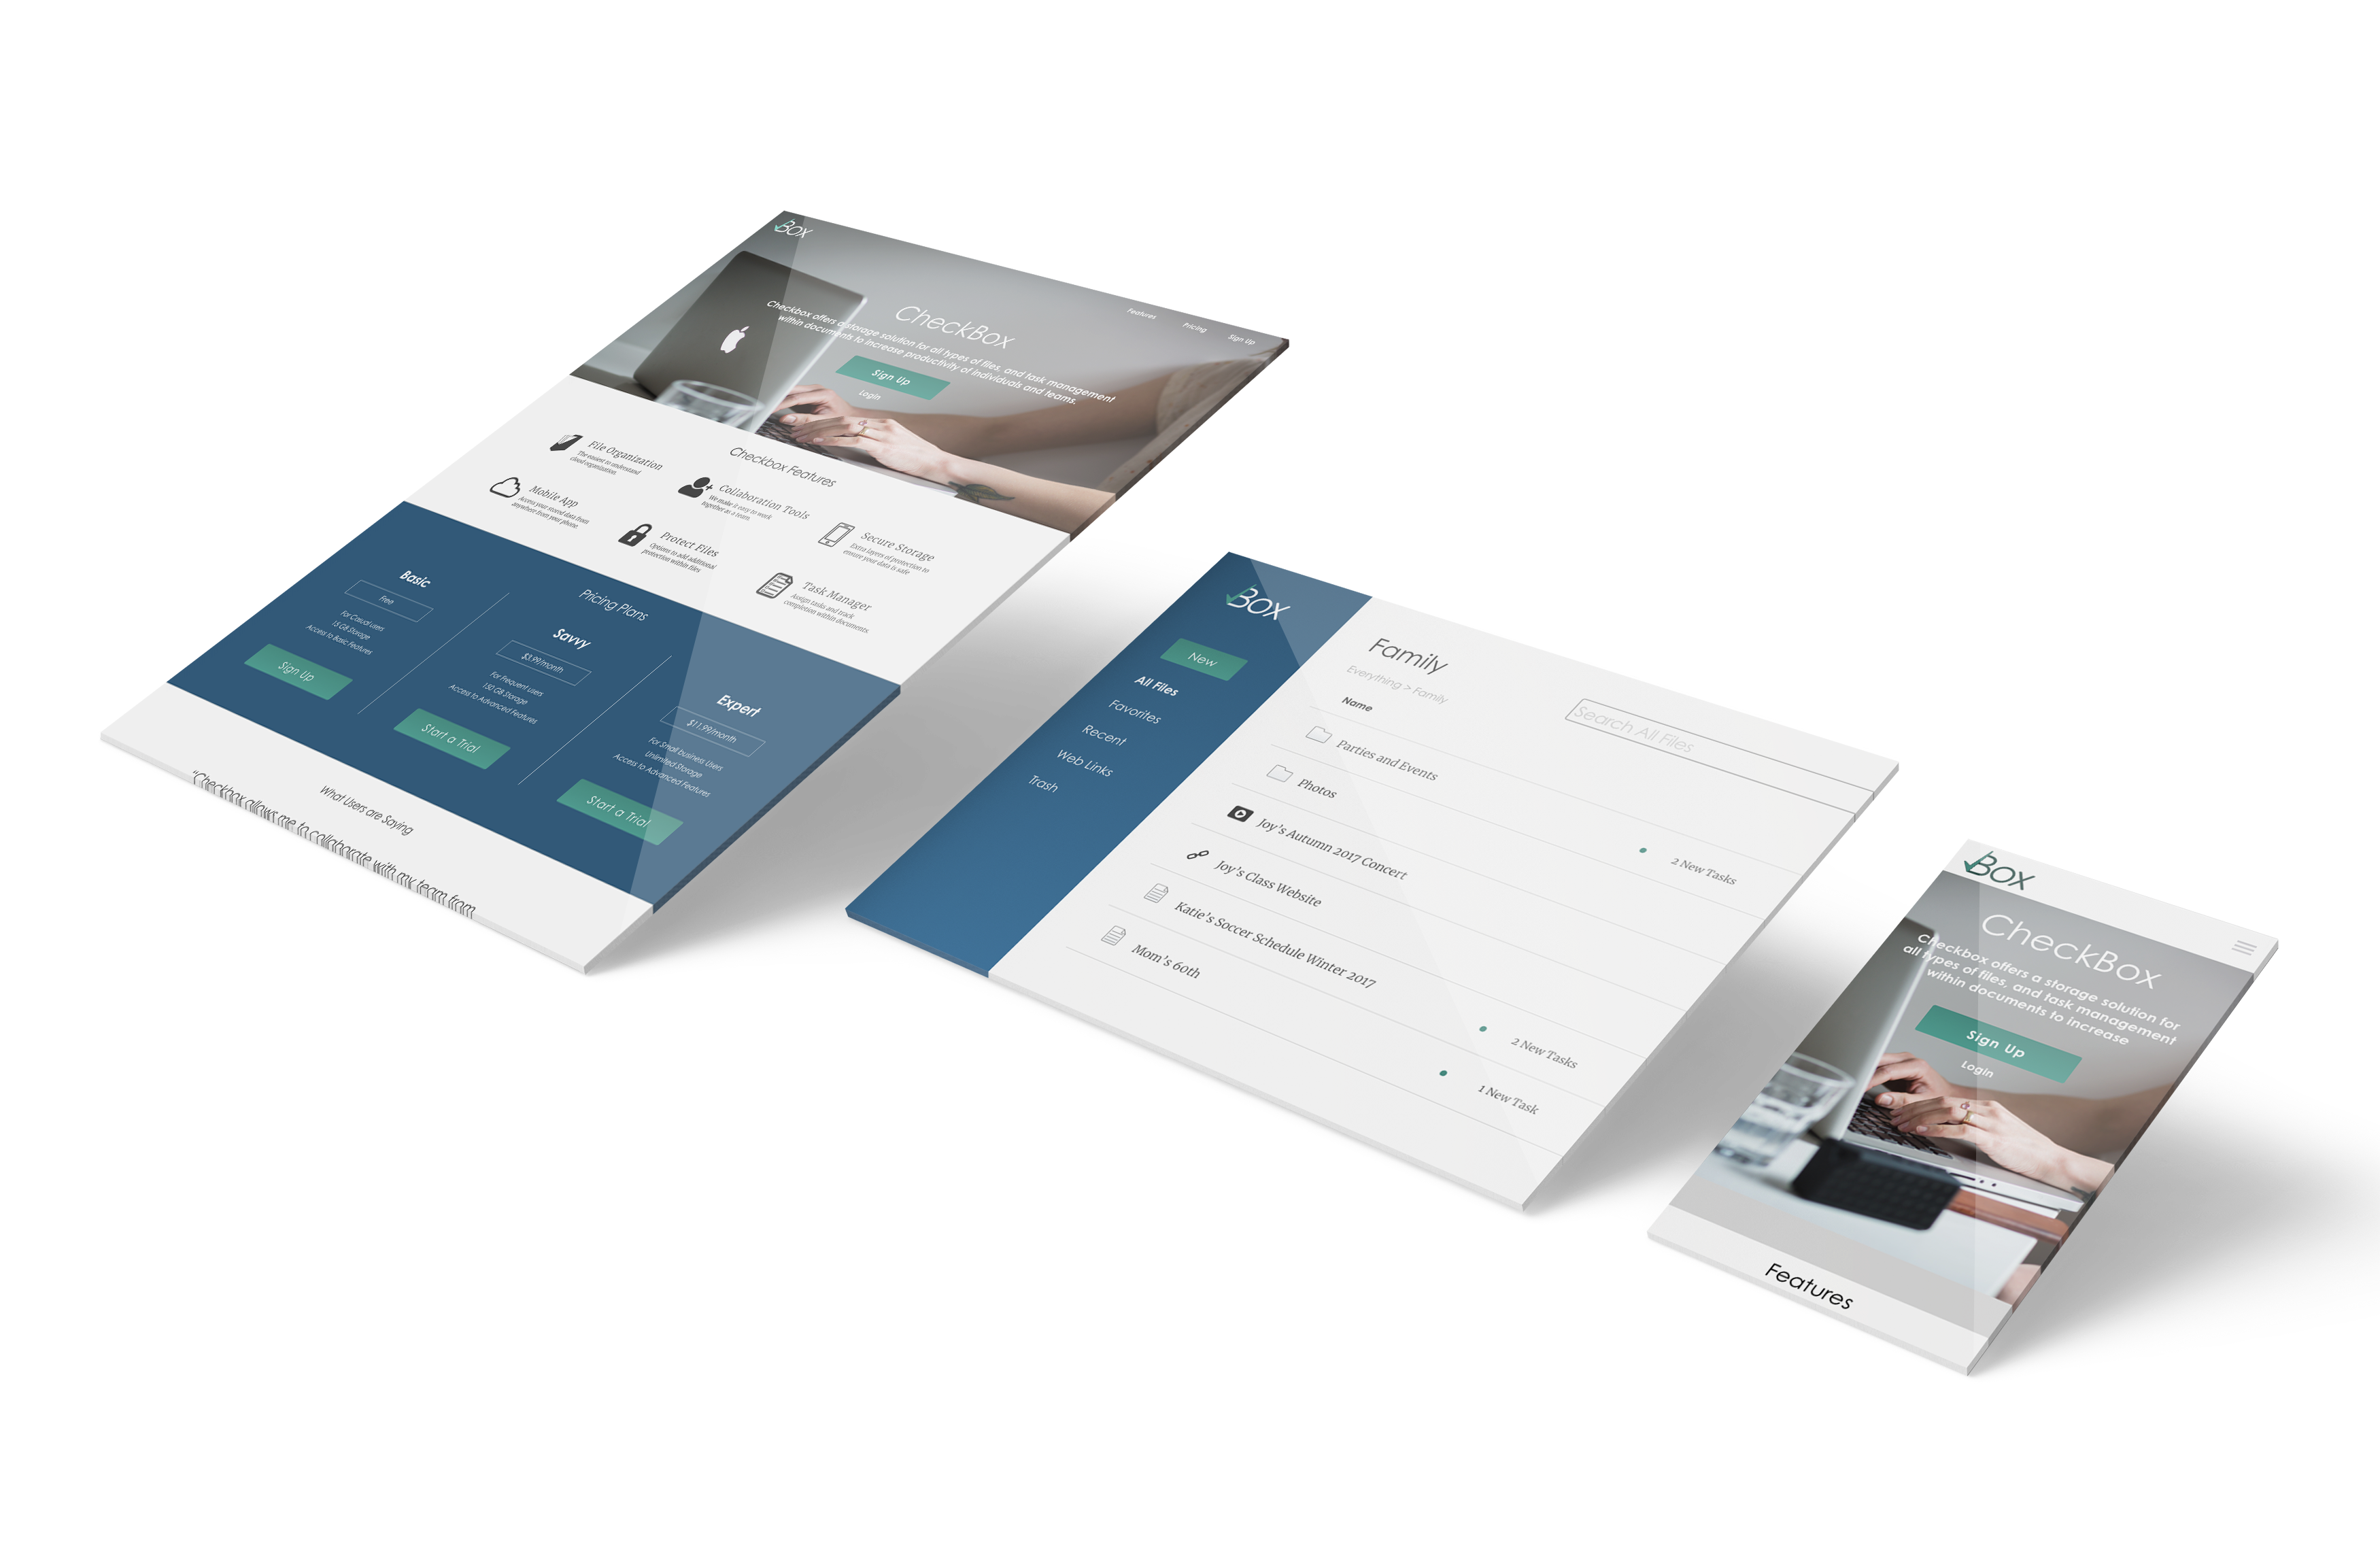 Box
Features
Pricing
Sign Up
CheckBox
Checkbox offers a storage solution for all types of files, and task management
within documents to increase productivity of individuals and teams.
Sign Up
Login
Checkbox Features
File Organization
The easiest to understand
cloud organization.
Collaboration Tools
We make it easy to work
together as a team.
Secure Storage
Extra layers of protection to
ensure your data is safe
Mobile App
Access your stored data from
anywhere from your phone.
Protect Files
Options to add additional
protection within files
Task Manager
Assign tasks and track
completion within documents.
Pricing Plans
Basic
Free
For Casual users
15 GB Storage
Access to Basic Features
Sign Up
Savvy
$3.99/month
For Frequent users
150 GB Storage
Access to Advanced Features
Start a Trial
Expert
$11.99/month
For Small business Users
Unlimited Storage
Access to Advanced Features
Start a Trial
What Users are Saying
"Checkbox allows me to collaborate with my team from
Box
New
All Files
Favorites
Recent
Web Links
Trash
Family
Everything > Family
Search All Files
Name
Parties and Events
2 New Tasks
Photos
Joy's Autumn 2017 Concert
Joy's Class Website
Katie's Soccer Schedule Winter 2017
2 New Tasks
Mom's 60th
1 New Task
Box
CheckBox
Checkbox offers a storage solution for
all types of files, and task management
within documents to increase
Sign Up
Login
Features